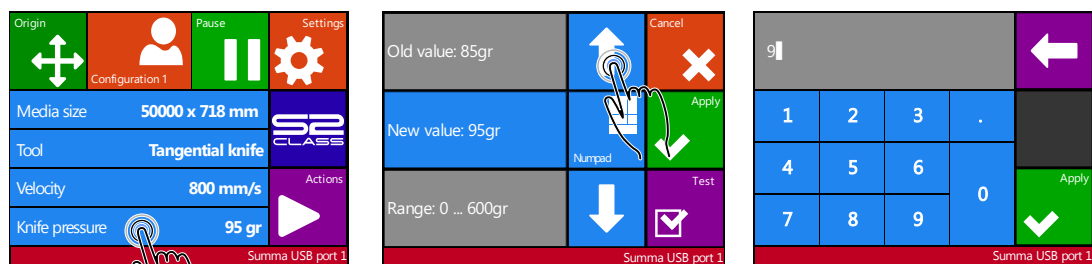 Origin
Configuration 1
Pause
Settings
Media size 50000 x 718 mm
Tool Tangential knife
S2
CLASS
Velocity 800 mm/s
Actions
Knife pressure 95 gr
Summa USB port 1
Old value: 85gr
Cancel
New value: 95gr
Numpad
Apply
Range: 0 ... 600gr
Test
Summa USB port 1
9
1 2 3 .
4 5 6
0
7 8 9
Apply
Summa USB port 1